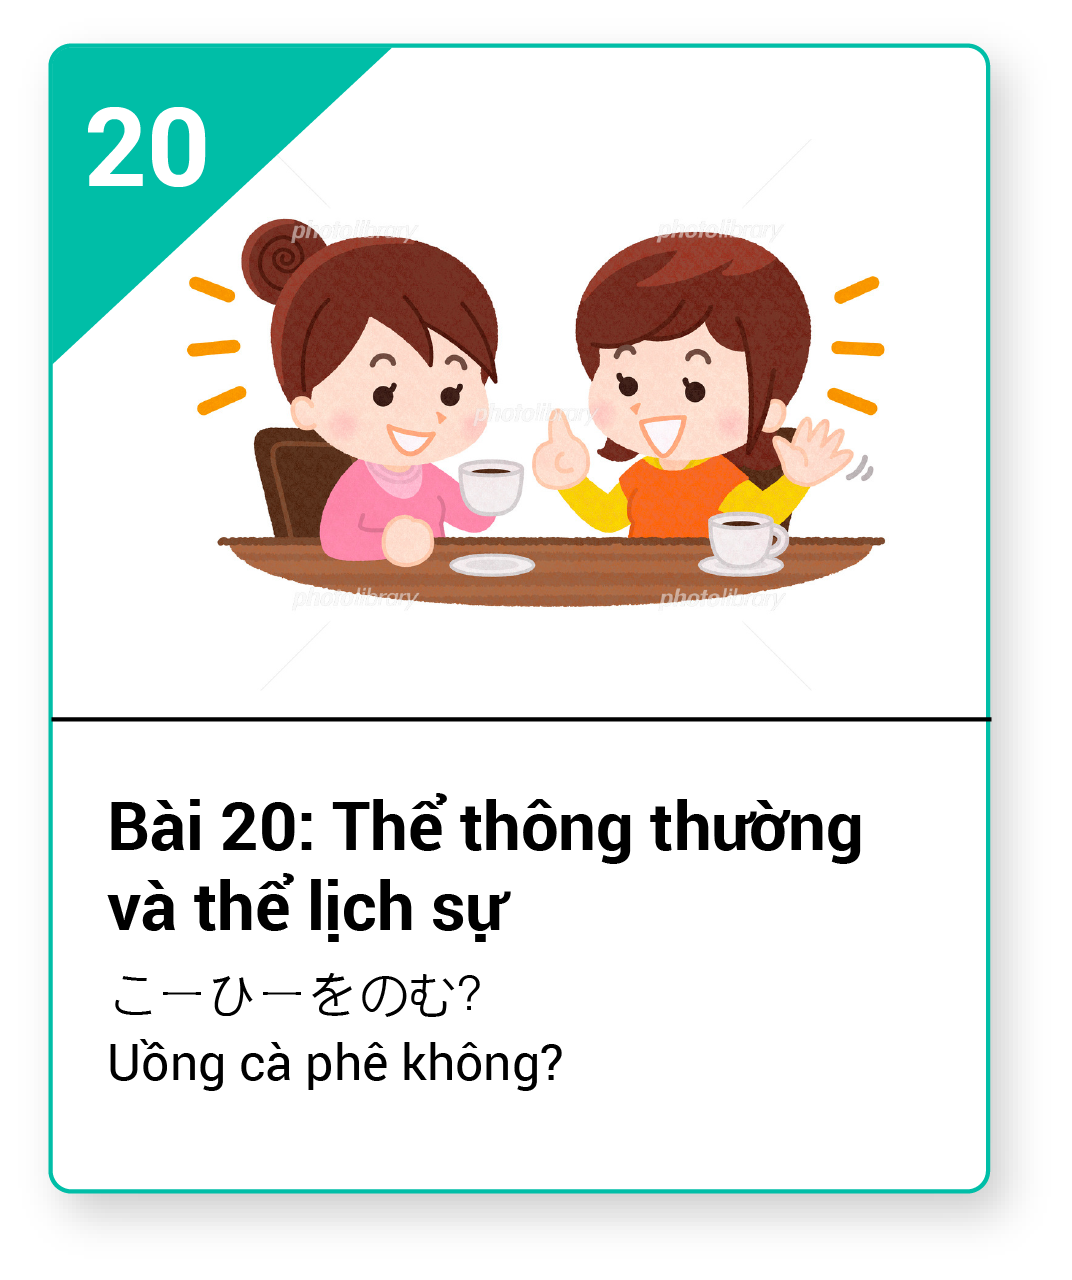 20
photolibrary photolibrary
photolibrary
photolibrary photolibrary
Bài 20: Thể thông thường
và thể lịch sự
こーひーをのむ?
Uồng cà phê không?